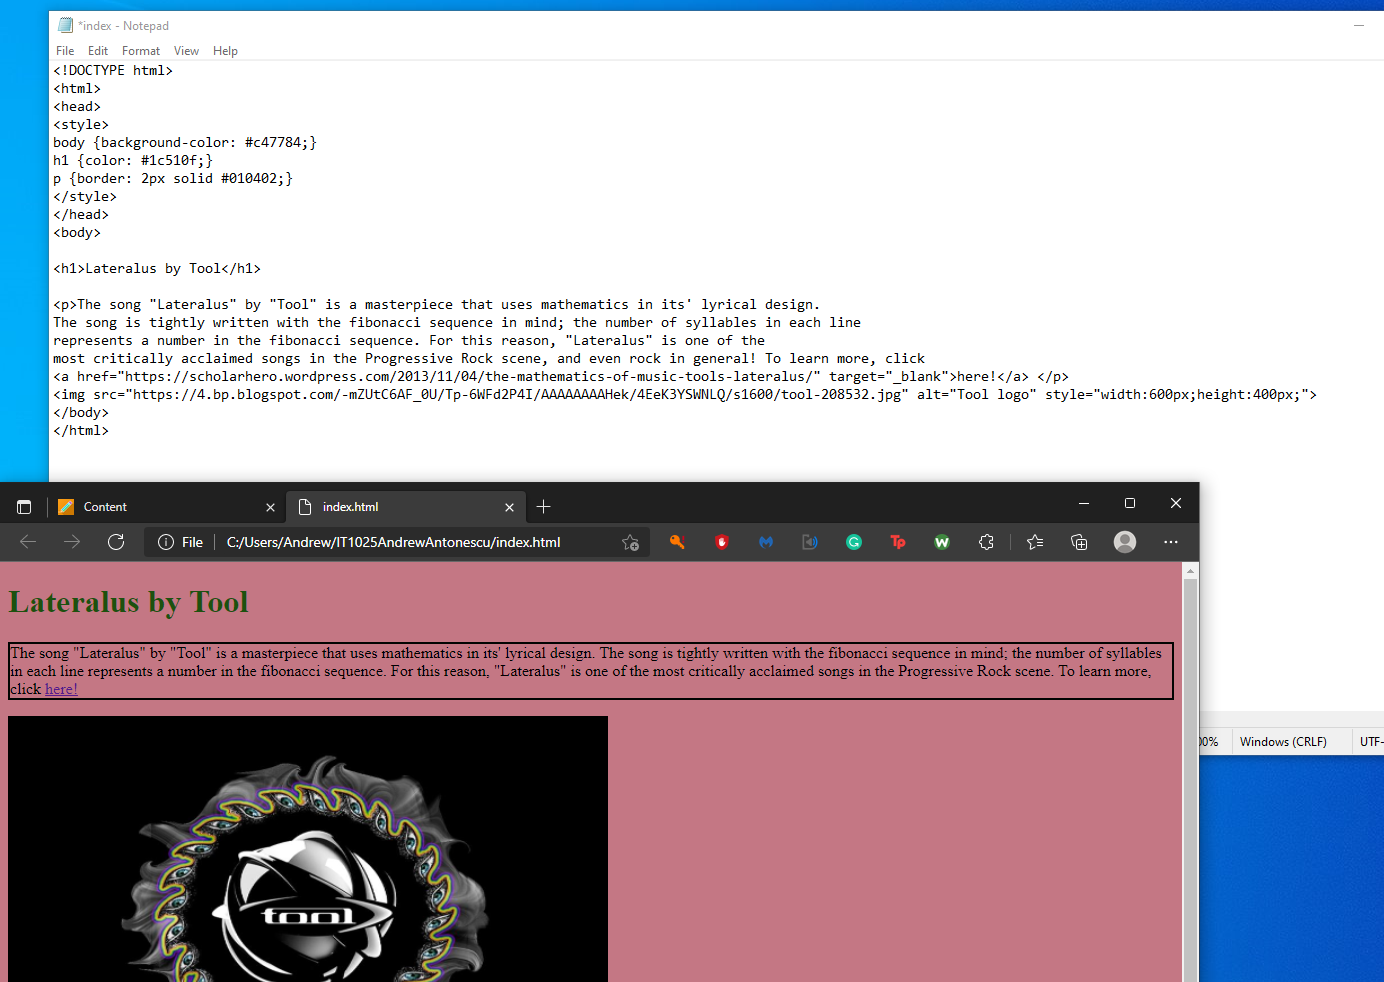 *index - Notepad
File Edit Format View Help
<!DOCTYPE html>
<html>
<head>
<style>
body {background-color: #c47784;}
h1 {color: #1c510f;}
p {border: 2px solid #010402;}
</style>
</head>
<body>
<h1>Lateralus by Tool</h1>
<p>The song "Lateralus" by "Tool" is a masterpiece that uses mathematics in its' lyrical design.
The song is tightly written with the fibonacci sequence in mind; the number of syllables in each line
represents a number in the fibonacci sequence. For this reason, "Lateralus" is one of the
most critically acclaimed songs in the Progressive Rock scene, and even rock in general! To learn more, click
<a href="https://scholarhero.wordpress.com/2013/11/04/the-mathematics-of-music-tools-lateralus/" target="_blank">here!</a> </p>
<img src="https://4.bp.blogspot.com/-mZUtC6AF_0U/Tp-6WFd2P4I/AAAAAAAAHek/4EeK3YSWNLQ/s1600/tool-208532.jpg" alt="Tool logo" style="width:600px;height:400px;">
</body>
</html>
Content
index.html
File C:/Users/Andrew/IT1025AndrewAntonescu/index.html
Tp
W
Lateralus by Tool
The song "Lateralus" by "Tool" is a masterpiece that uses mathematics in its' lyrical design. The song is tightly written with the fibonacci sequence in mind; the number of syllables
in each line represents a number in the fibonacci sequence. For this reason, "Lateralus" is one of the most critically acclaimed songs in the Progressive Rock scene. To learn more,
click here!
tool
Windows (CRLF)
UTF-